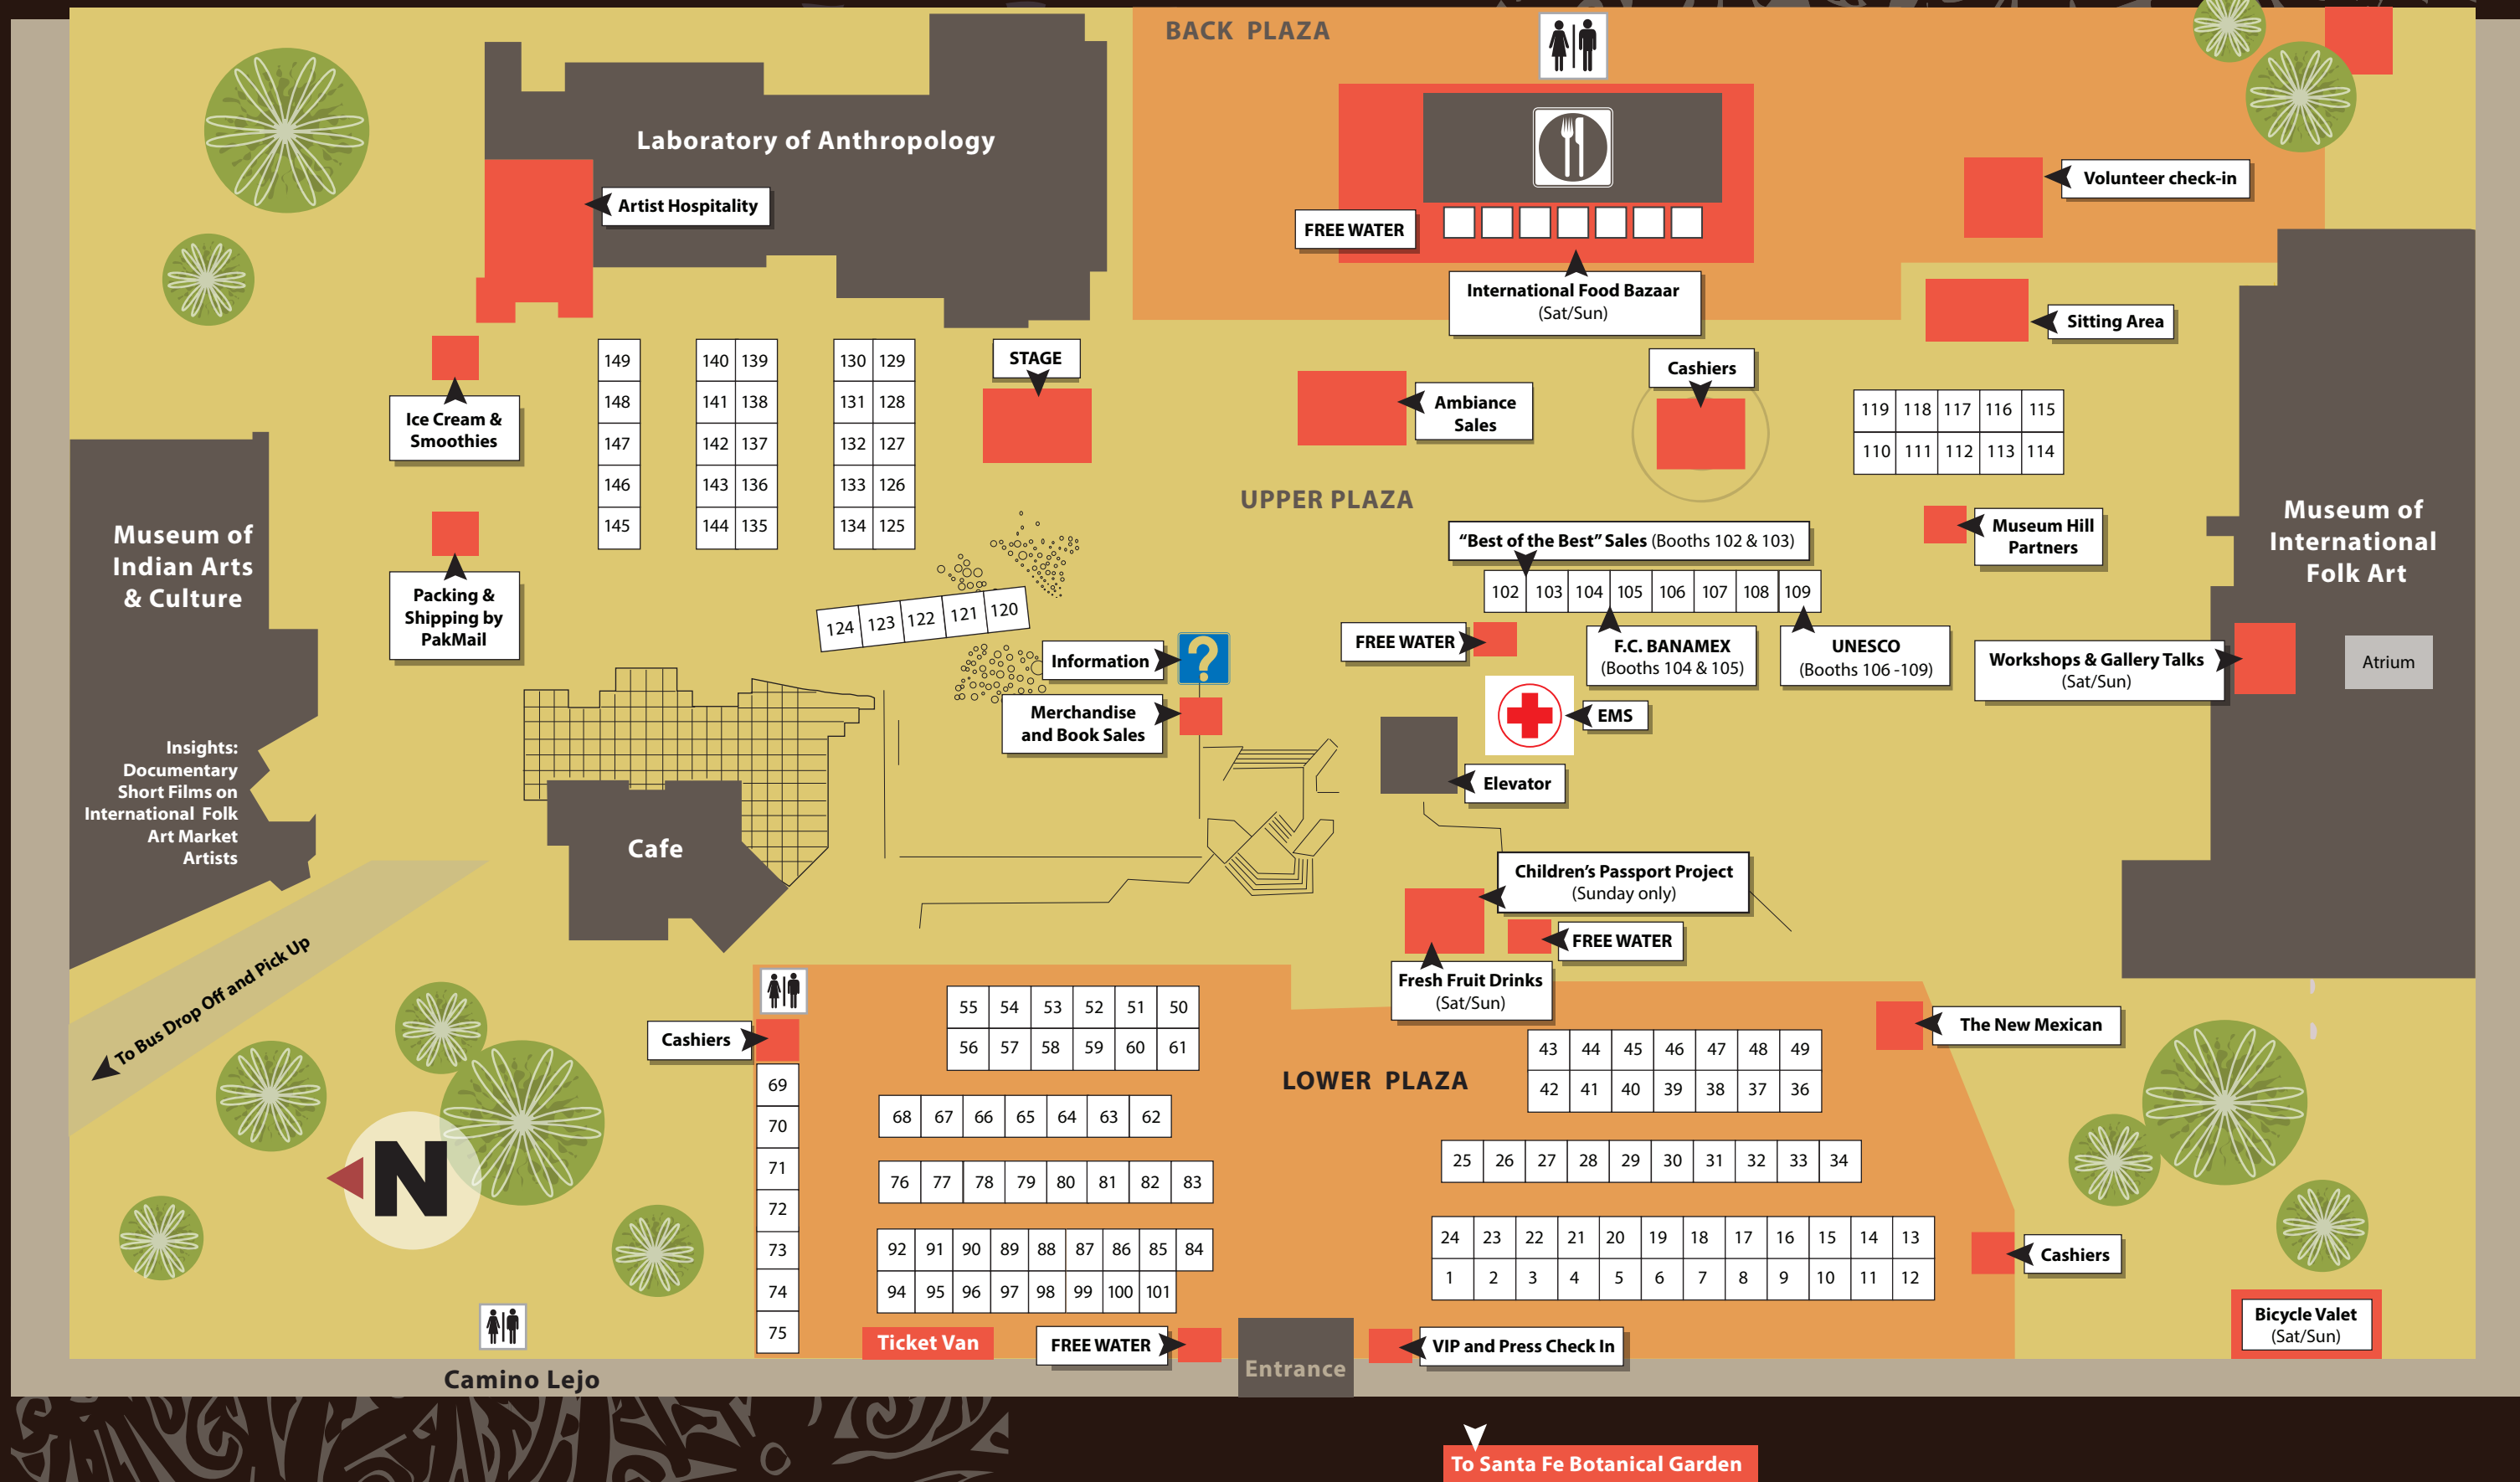 BACK PLAZA
Laboratory of Anthropology
Artist Hospitality
FREE WATER
International Food Bazaar
(Sat/Sun)
Volunteer check-in
Sitting Area
STAGE
Ambiance
Sales
Cashiers
Ice Cream &
Smoothies
Packing &
Shipping by
PakMail
149
148
147
146
145
140 139
141 138
142 137
143 136
144 135
130 129
131 128
132 127
133 126
134 125
119 118 117 116 115
110 111 112 113 114
UPPER PLAZA
Museum of
Indian Arts
& Culture
Insights:
Documentary
Short Films on
International Folk
Art Market
Artists
Museum Hill
Partners
Museum of
International
Folk Art
“Best of the Best” Sales (Booths 102 & 103)
102 103 104 105 106 107 108 109
F.C. BANAMEX
(Booths 104 & 105)
UNESCO
(Booths 106 -109)
FREE WATER
124 123 122 121 120
Information
?
Merchandise
and Book Sales
EMS
Elevator
Workshops & Gallery Talks
(Sat/Sun)
Atrium
Cafe
Children’s Passport Project
(Sunday only)
FREE WATER
Fresh Fruit Drinks
(Sat/Sun)
To Bus Drop Off and Pick Up
N
Cashiers
69
70
71
72
73
74
75
55 54 53 52 51 50
56 57 58 59 60 61
68 67 66 65 64 63 62
76 77 78 79 80 81 82 83
92 91 90 89 88 87 86 85 84
94 95 96 97 98 99 100 101
LOWER PLAZA
43 44 45 46 47 48 49
42 41 40 39 38 37 36
25 26 27 28 29 30 31 32 33 34
24 23 22 21 20 19 18 17 16 15 14 13
1 2 3 4 5 6 7 8 9 10 11 12
The New Mexican
Cashiers
Bicycle Valet
(Sat/Sun)
Ticket Van
FREE WATER
Entrance
VIP and Press Check In
Camino Lejo
To Santa Fe Botanical Garden